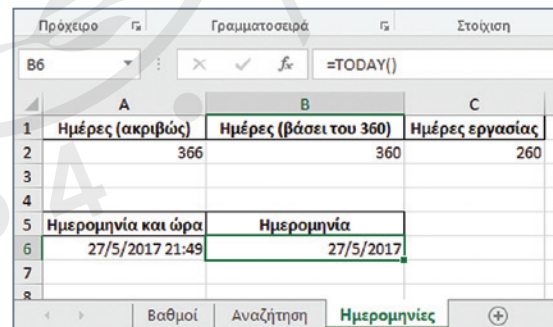 Πρόχειρο Γραμματοσειρά Στοίχιση
B6 fx =TODAY()
A B C
1 Ημέρες (ακριβώς) Ημέρες (βάσει του 360) Ημέρες εργασίας
2 366 360 260
3
4
5 Ημερομηνία και ώρα Ημερομηνία
6 27/5/2017 21:49 27/5/2017
7
8
Βαθμοί Αναζήτηση Ημερομηνίες